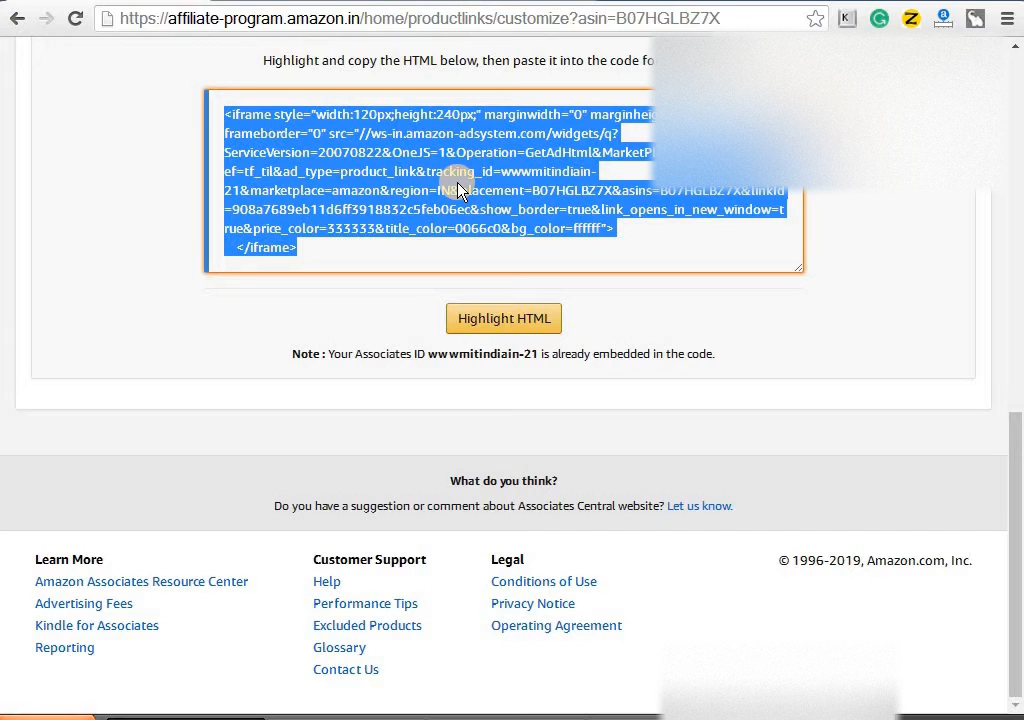 https://affiliate-program.amazon.in/home/productlinks/customize?asin=B07HGLBZ7X
Highlight and copy the HTML below, then paste it into the code fo
<iframe style="width:120px;height:240px;" marginwidth="0" marginheig
frameborder="0" src="//ws-in.amazon-adsystem.com/widgets/q?
ServiceVersion=20070822&OneJS=1&Operation=GetAdHtml&MarketPl
ef=tf_til&ad_type=product_link&tracking_id=wwwmitindiain-
21&marketplace=amazon&region=IN&placement=B07HGLBZ7X&asins=B07HGLBZ7X&linkId
=908a7689eb11d6ff3918832c5feb06ec&show_border=true&link_opens_in_new_window=t
rue&price_color=333333&title_color=0066c0&bg_color=ffffff">
</iframe>
Highlight HTML
Note : Your Associates ID wwwmitindiain-21 is already embedded in the code.
What do you think?
Do you have a suggestion or comment about Associates Central website? Let us know.
Learn More
Amazon Associates Resource Center
Advertising Fees
Kindle for Associates
Reporting
Customer Support
Help
Performance Tips
Excluded Products
Glossary
Contact Us
Legal
Conditions of Use
Privacy Notice
Operating Agreement
© 1996-2019, Amazon.com, Inc.